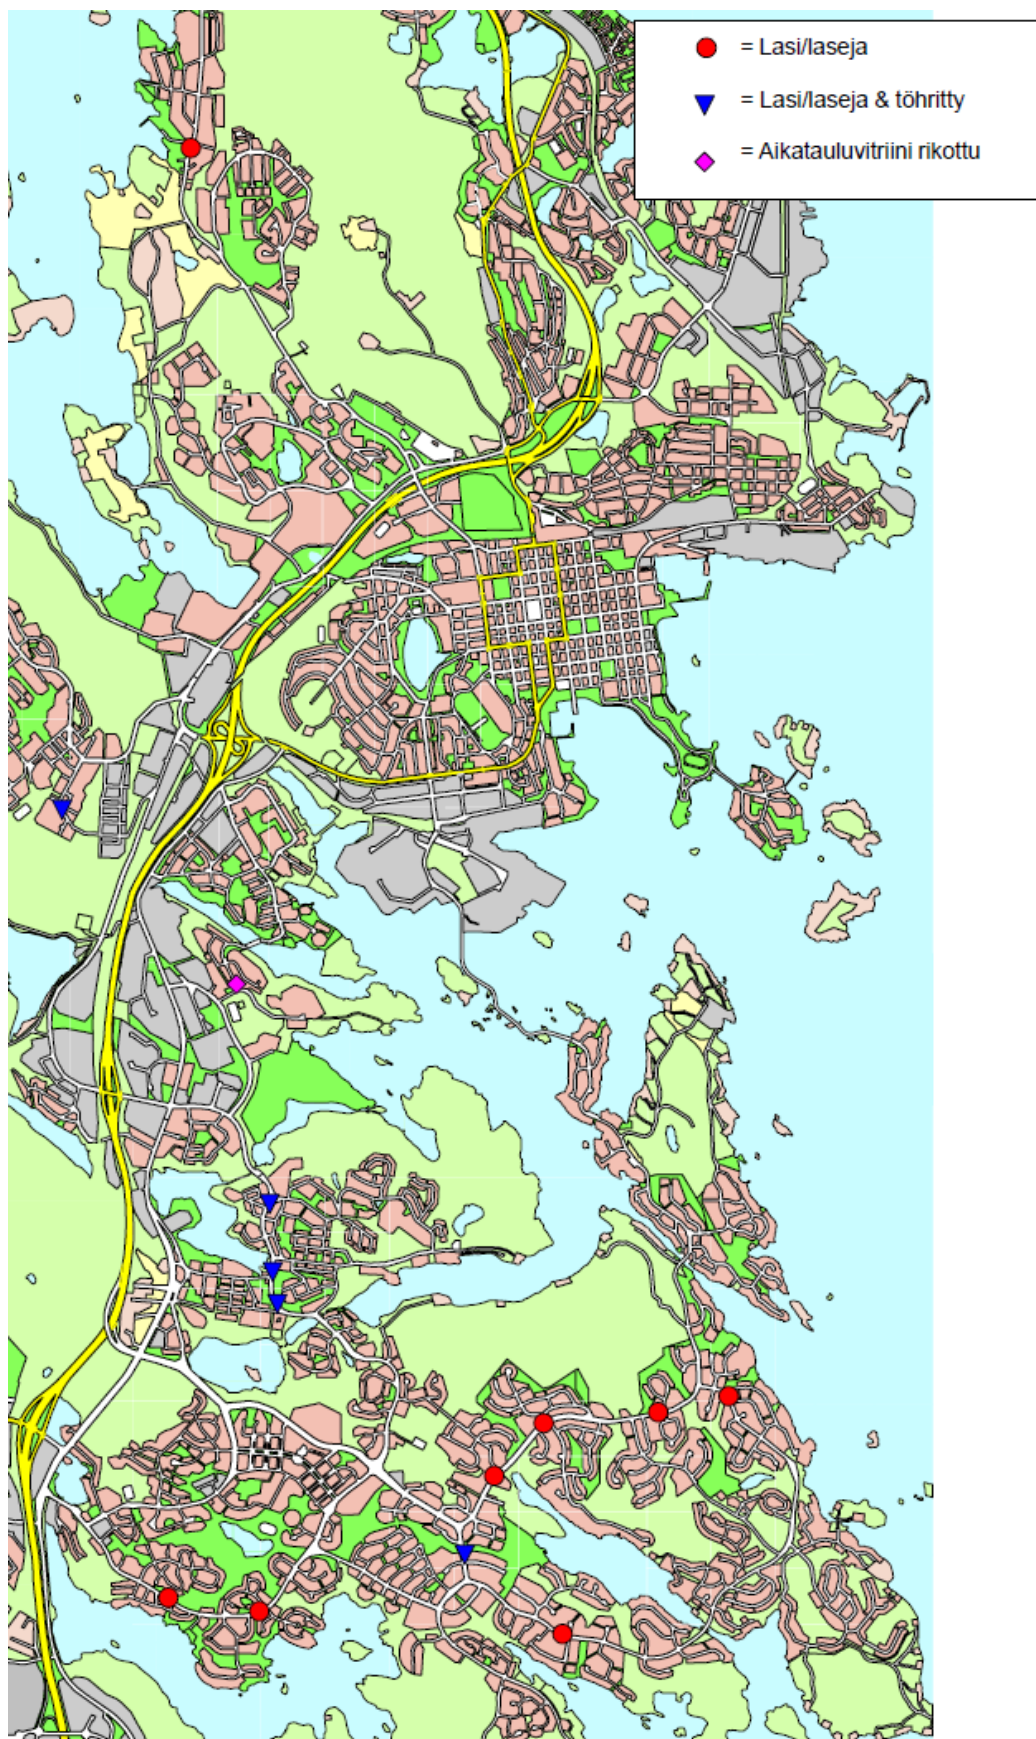 = Lasi/laseja
= Lasi/laseja & töhritty
= Aikatauluvitriini rikottu